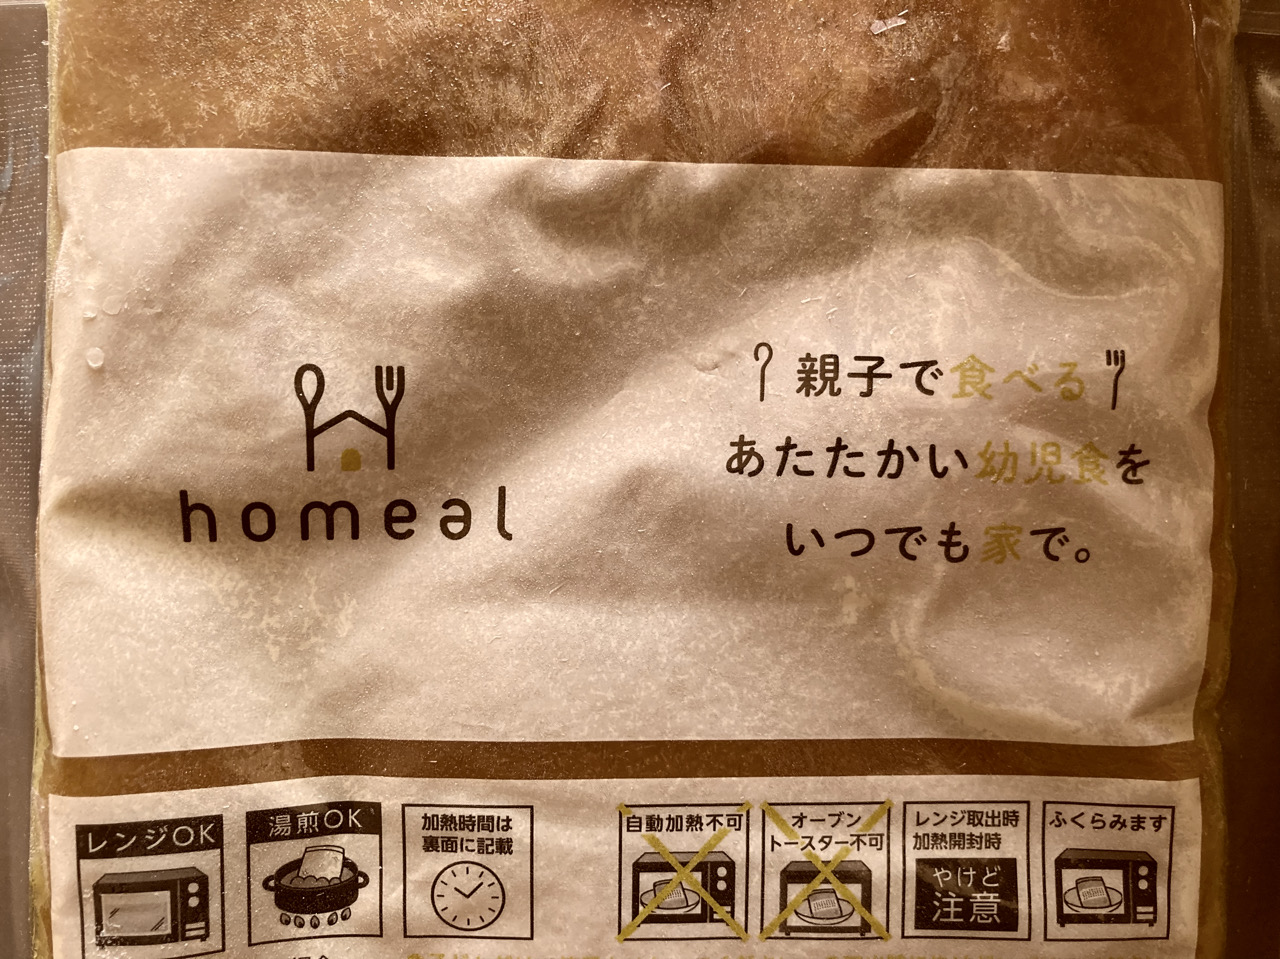 homeal
親子で食べる
あたたかい幼児食を
いつでも家で。
レンジOK
湯煎OK
加熱時間は
裏面に記載
自動加熱不可
オーブン
トースター不可
レンジ取出時
加熱開封時
やけど
注意
ふくらみます